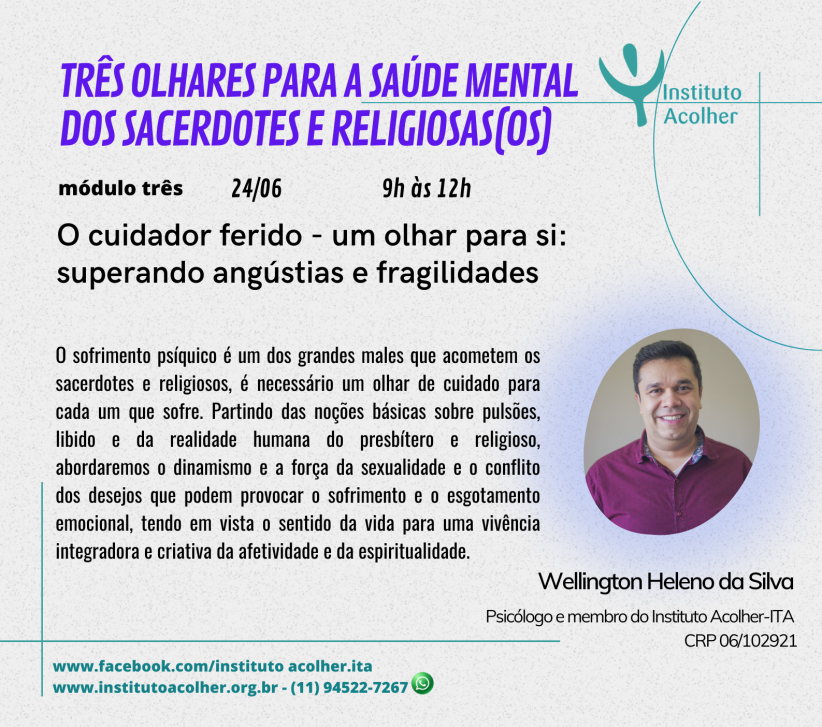 TRÊS OLHARES PARA A SAÚDE MENTAL
DOS SACERDOTES E RELIGIOSAS(OS)
Instituto
Acolher
módulo três 24/06 9h às 12h
O cuidador ferido - um olhar para si:
superando angústias e fragilidades
O sofrimento psíquico é um dos grandes males que acometem os
sacerdotes e religiosos, é necessário um olhar de cuidado para
cada um que sofre. Partindo das noções básicas sobre pulsões,
libido e da realidade humana do presbítero e religioso,
abordaremos o dinamismo e a força da sexualidade e o conflito
dos desejos que podem provocar o sofrimento e o esgotamento
emocional, tendo em vista o sentido da vida para uma vivência
integradora e criativa da afetividade e da espiritualidade.
Wellington Heleno da Silva
Psicólogo e membro do Instituto Acolher-ITA
CRP 06/102921
www.facebook.com/instituto acolher.ita
www.institutoacolher.org.br - (11) 94522-7267